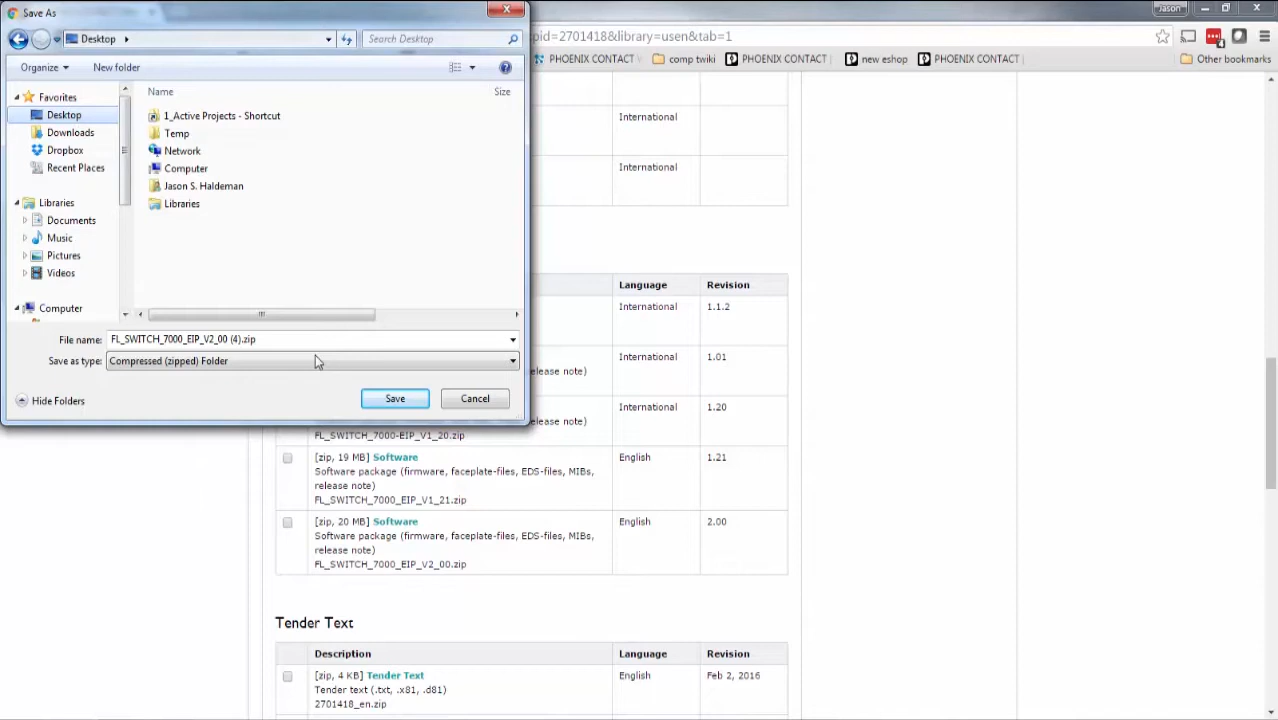 Save As
Jason
Desktop
Search Desktop
pid=2701418&library=usen&tab=1
4
Organize
New folder
PHOENIX CONTACT
comp twiki
PHOENIX CONTACT
new eshop
PHOENIX CONTACT
Other bookmarks
Favorites
Desktop
Downloads
Dropbox
Recent Places
Libraries
Documents
Music
Pictures
Videos
Computer
Name
Size
1_Active Projects - Shortcut
Temp
Network
Computer
Jason S. Haldeman
Libraries
File name:
FL_SWITCH_7000_EIP_V2_00 (4).zip
Save as type:
Compressed (zipped) Folder
Hide Folders
Save
Cancel
International
International
Language
Revision
International
1.1.2
International
1.01
elease note)
International
1.20
elease note)
FL_SWITCH_7000-EIP_V1_20.zip
[zip, 19 MB] Software
English
1.21
Software package (firmware, faceplate-files, EDS-files, MIBs,
release note)
FL_SWITCH_7000_EIP_V1_21.zip
[zip, 20 MB] Software
English
2.00
Software package (firmware, faceplate-files, EDS-files, MIBs,
release note)
FL_SWITCH_7000_EIP_V2_00.zip
Tender Text
Description
Language
Revision
[zip, 4 KB] Tender Text
English
Feb 2, 2016
Tender text (.txt, .x81, .d81)
2701418_en.zip